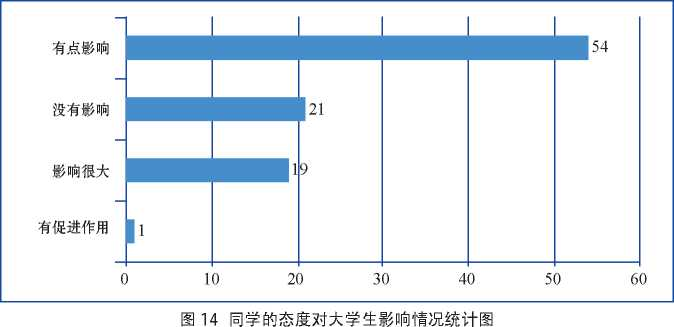 有点影响 54
没有影响 21
影响很大 19
有促进作用 1
0 10 20 30 40 50 60
图 14 同学的态度对大学生影响情况统计图